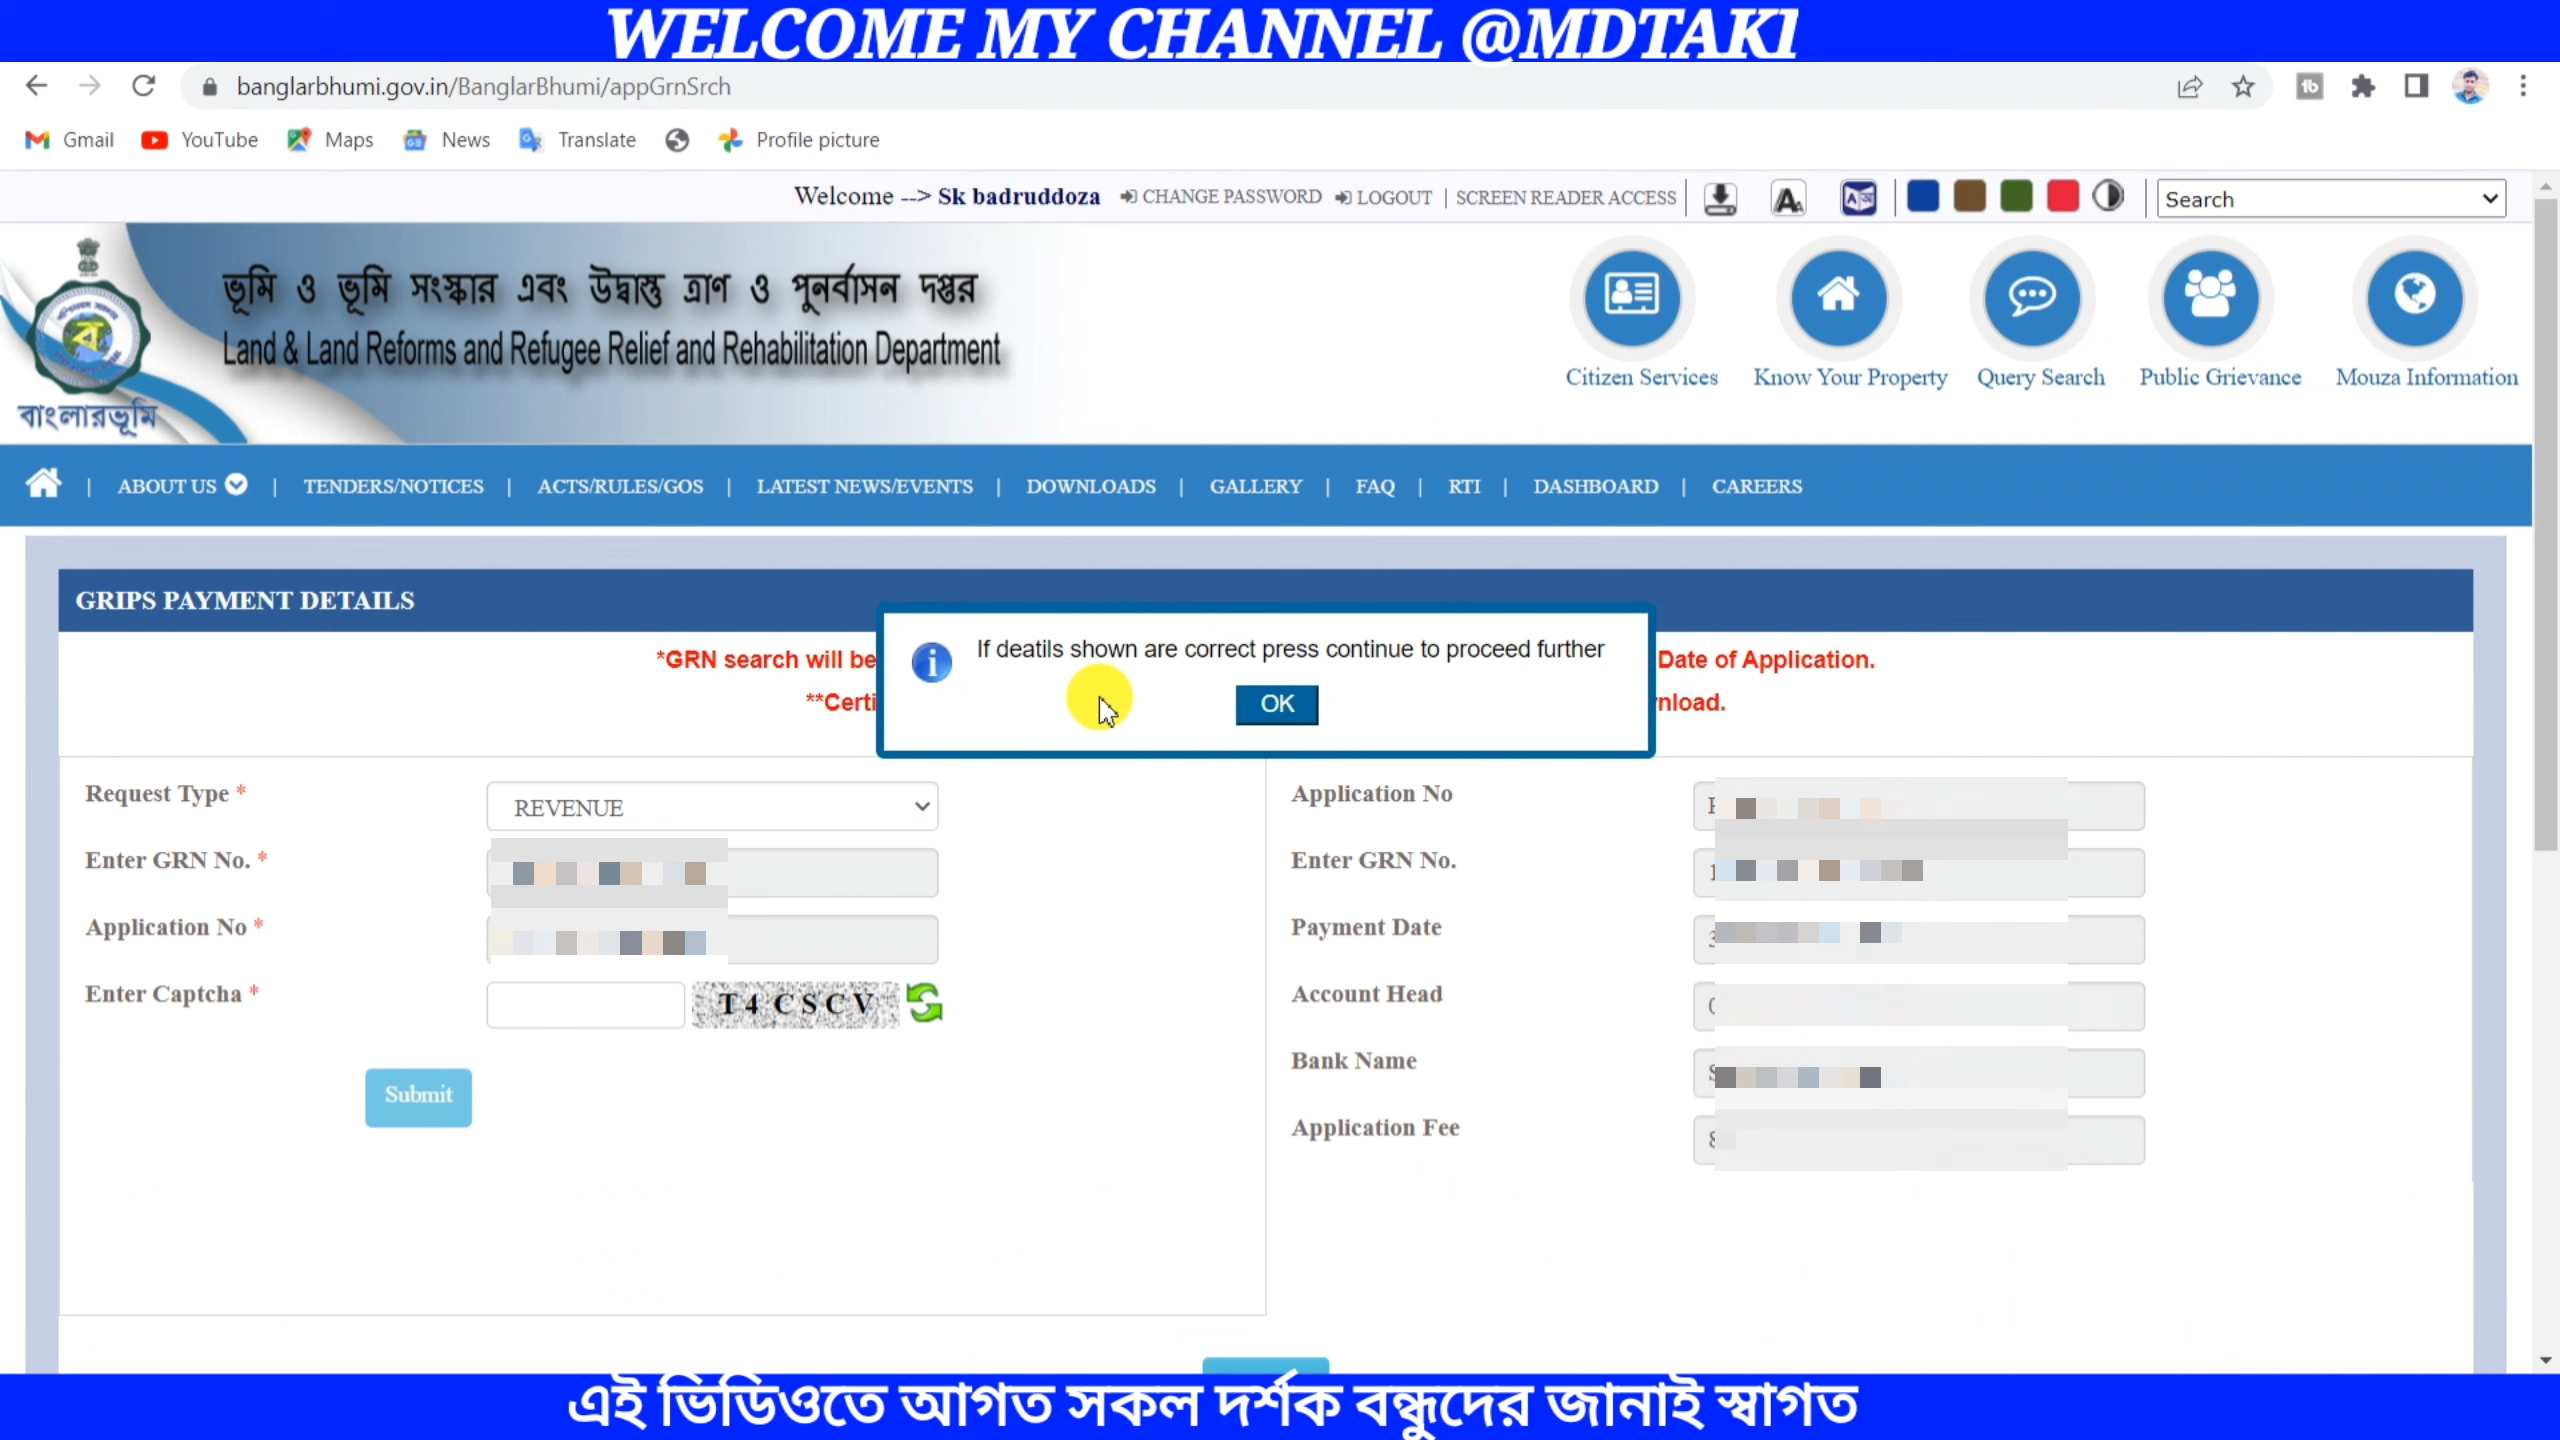 WELCOME MY CHANNEL @MDTAKI
banglarbhumi.gov.in/BanglarBhumi/appGrnSrch
Gmail YouTube Maps News Translate Profile picture
Welcome --> Sk badruddoza CHANGE PASSWORD LOGOUT | SCREEN READER ACCESS Search
ভূমি ও ভূমি সংস্কার এবং উদ্বাস্তু ত্রাণ ও পুনর্বাসন দপ্তর
Land & Land Reforms and Refugee Relief and Rehabilitation Department
বাংলারভূমি
Citizen Services Know Your Property Query Search Public Grievance Mouza Information
ABOUT US | TENDERS/NOTICES | ACTS/RULES/GOS | LATEST NEWS/EVENTS | DOWNLOADS | GALLERY | FAQ | RTI | DASHBOARD | CAREERS
GRIPS PAYMENT DETAILS
*GRN search will be Date of Application.
If deatils shown are correct press continue to proceed further
OK
Request Type * REVENUE
Enter GRN No. *
Application No *
Enter Captcha * T4CSCV
Submit
Application No
Enter GRN No.
Payment Date
Account Head
Bank Name
Application Fee
এই ভিডিওতে আগত সকল দর্শক বন্ধুদের জানাই স্বাগত